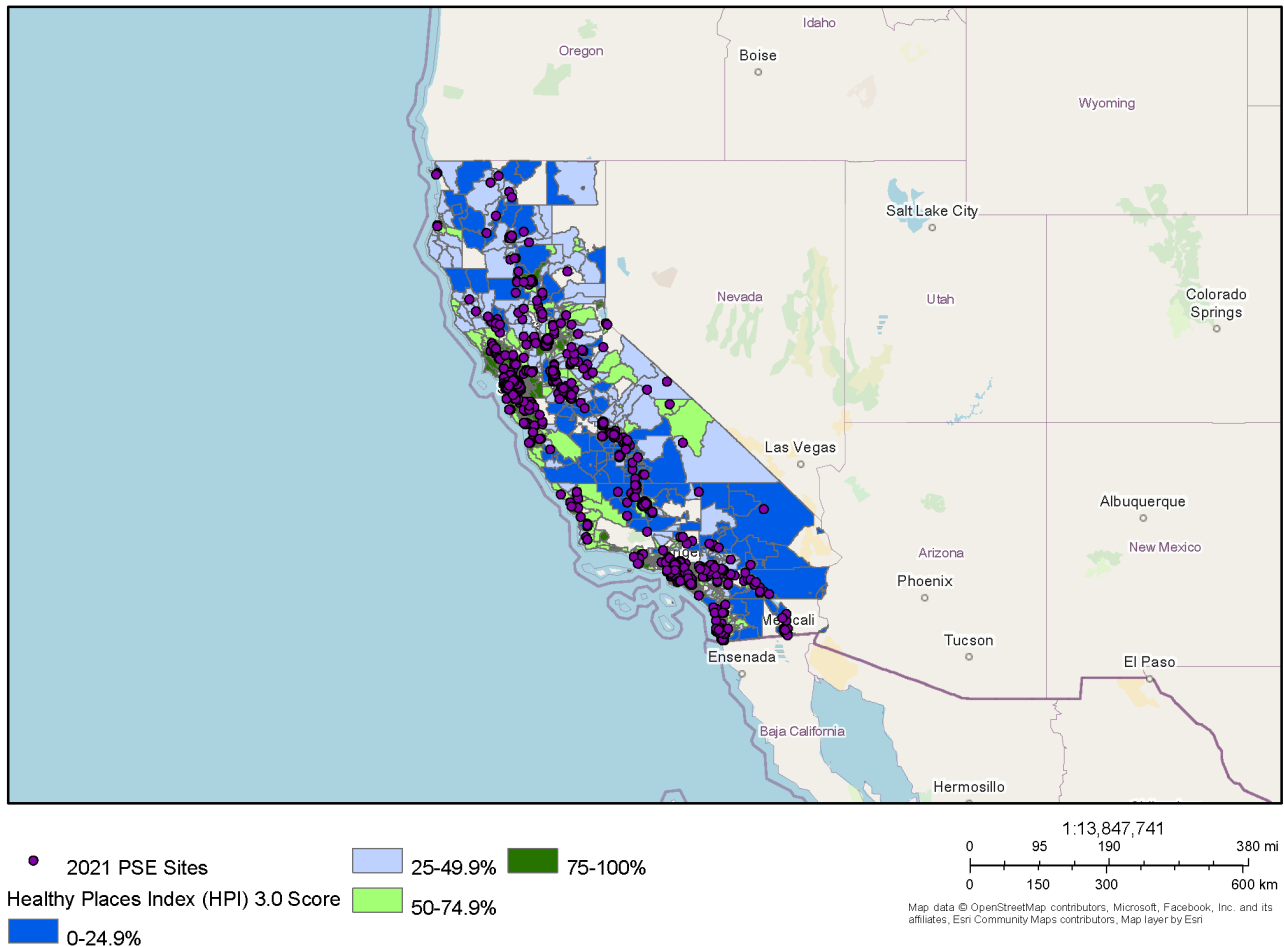 Idaho
Oregon
Boise
Wyoming
Salt Lake City
Nevada
Utah
Colorado
Springs
Las Vegas
Albuquerque
Arizona
New Mexico
Phoenix
Tucson
Ensenada
El Paso
Baja California
Hermosillo
2021 PSE Sites
Healthy Places Index (HPI) 3.0 Score
0-24.9%
25-49.9%
50-74.9%
75-100%
1:13,847,741
0 95 190 380 mi
0 150 300 600 km
Map data © OpenStreetMap contributors, Microsoft, Facebook, Inc. and its
affiliates, Esri Community Maps contributors, Map layer by Esri